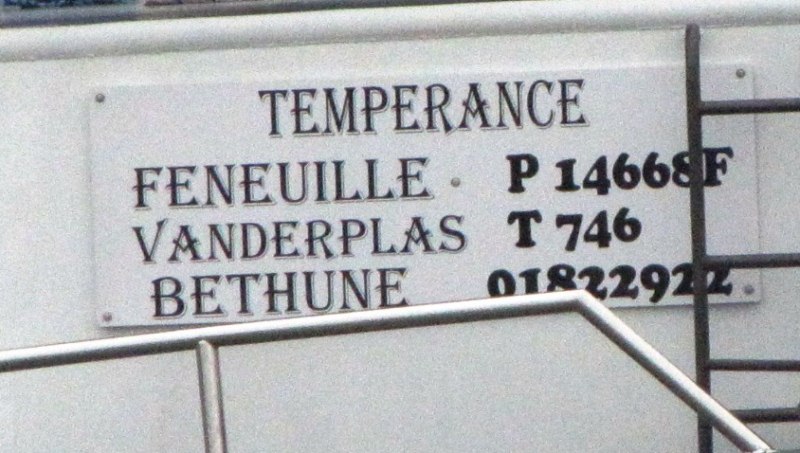 TEMPERANCE
FENEUILLE P 14668F
VANDERPLAS T 746
BETHUNE 01822922